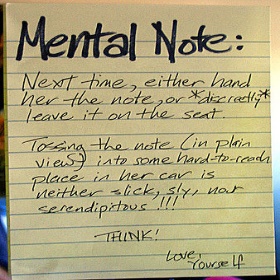 Mental Note:
Next time, either hand
her the note, or *discreetly*
leave it on the seat.
Tossing the note (in plain
view) into some hard-to-reach
place in her car is
neither slick, sly, nor
serendipitous!!!
THINK!
Love,
Yourself